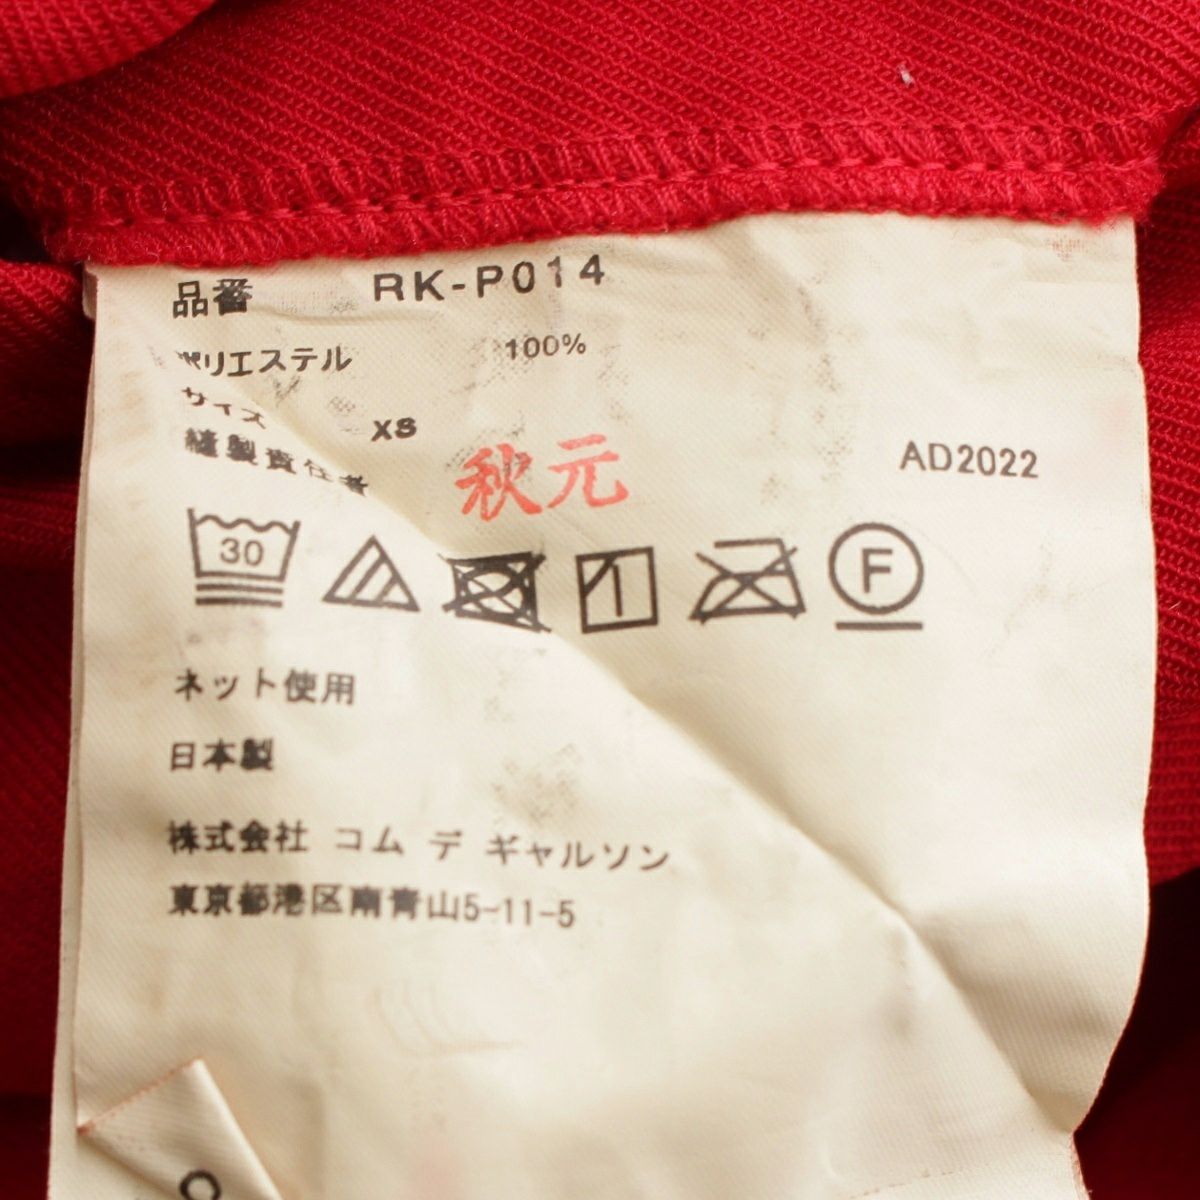 品番 RK-P014
ポリエステル 100%
サイズ XS
縫製責任者 秋元 AD2022
30 F
ネット使用
日本製
株式会社 コム デ ギャルソン
東京都港区南青山5-11-5